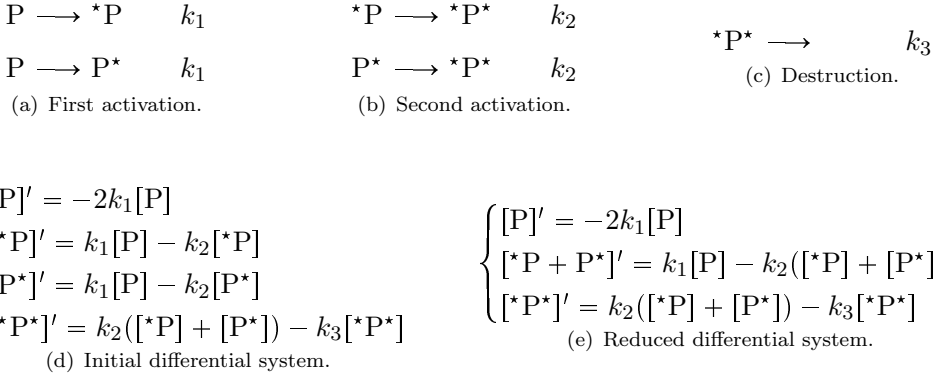 P ⟶ ⋆P k₁
P ⟶ P⋆ k₁
(a) First activation.
⋆P ⟶ ⋆P⋆ k₂
P⋆ ⟶ ⋆P⋆ k₂
(b) Second activation.
⋆P⋆ ⟶ k₃
(c) Destruction.
P]′ = −2k₁[P]
⋆P]′ = k₁[P] − k₂[⋆P]
P⋆]′ = k₁[P] − k₂[P⋆]
⋆P⋆]′ = k₂([⋆P] + [P⋆]) − k₃[⋆P⋆]
(d) Initial differential system.
[P]′ = −2k₁[P]
[⋆P + P⋆]′ = k₁[P] − k₂([⋆P] + [P⋆]
[⋆P⋆]′ = k₂([⋆P] + [P⋆]) − k₃[⋆P⋆]
(e) Reduced differential system.